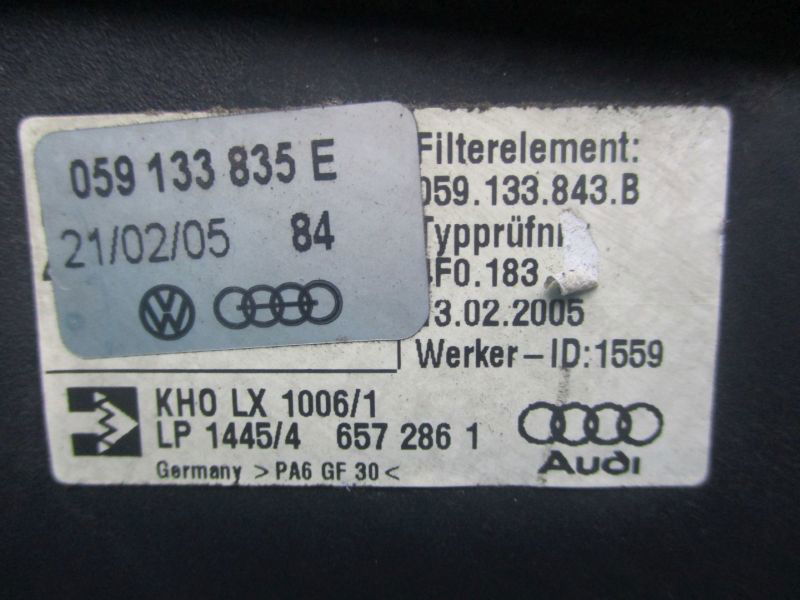 059 133 835 E
21/02/05 84
Filterelement:
059.133.843.B
4F0.183
13.02.2005
Werker-ID:1559
KHO LX 1006/1
LP 1445/4 657 286 1
Germany >PA6 GF 30<
Audi